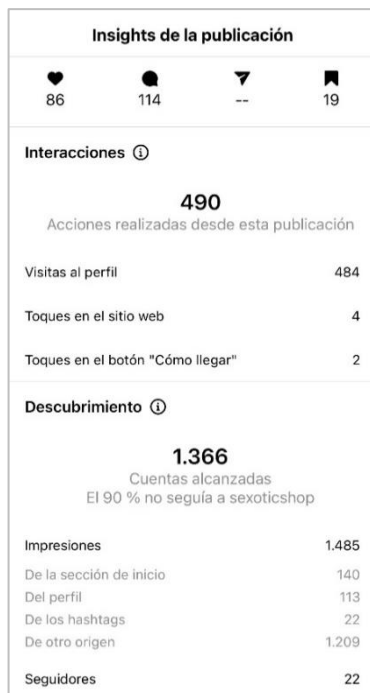 Insights de la publicación
86 114 -- 19
Interacciones
490
Acciones realizadas desde esta publicación
Visitas al perfil 484
Toques en el sitio web 4
Toques en el botón "Cómo llegar" 2
Descubrimiento
1.366
Cuentas alcanzadas
El 90 % no seguía a sexoticshop
Impresiones 1.485
De la sección de inicio 140
Del perfil 113
De los hashtags 22
De otro origen 1.209
Seguidores 22